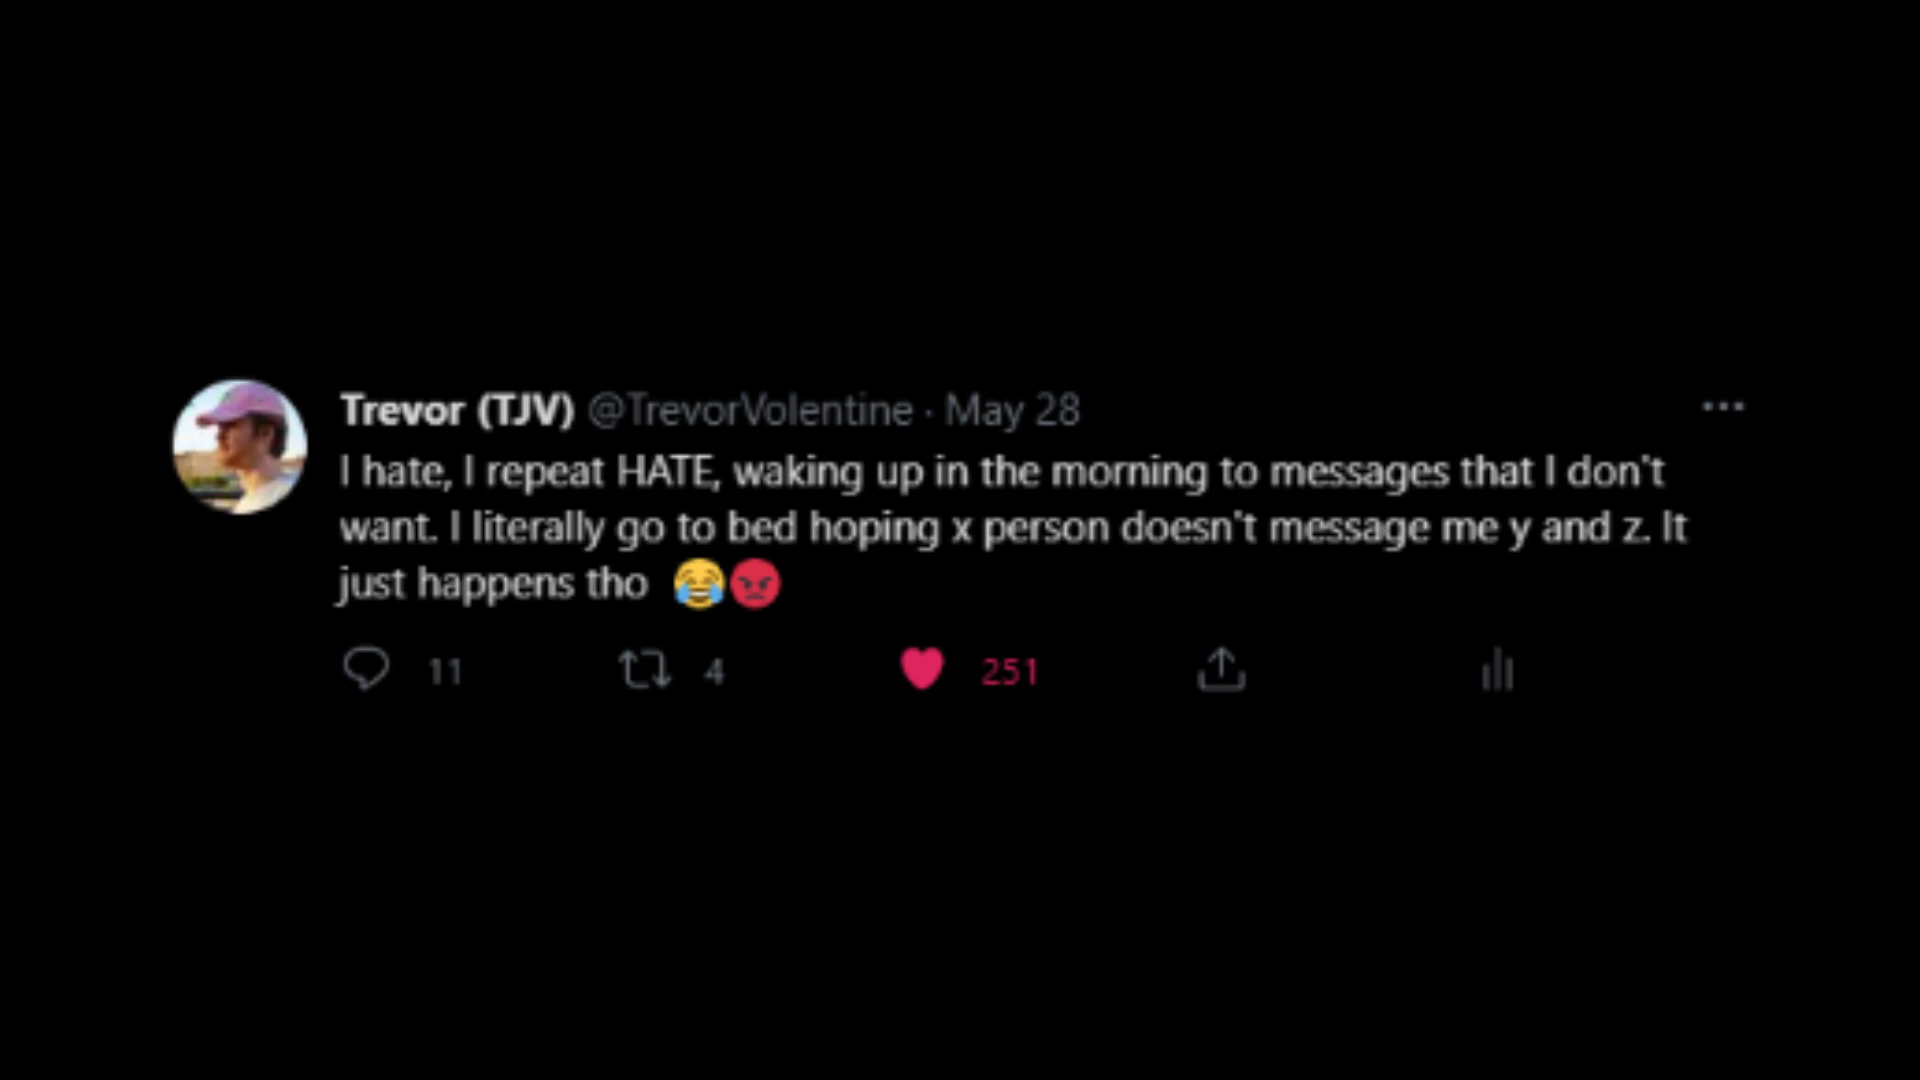 Trevor (TJV) @TrevorVolentine · May 28
I hate, I repeat HATE, waking up in the morning to messages that I don't
want. I literally go to bed hoping x person doesn't message me y and z. It
just happens tho 😂😡
11 4 251